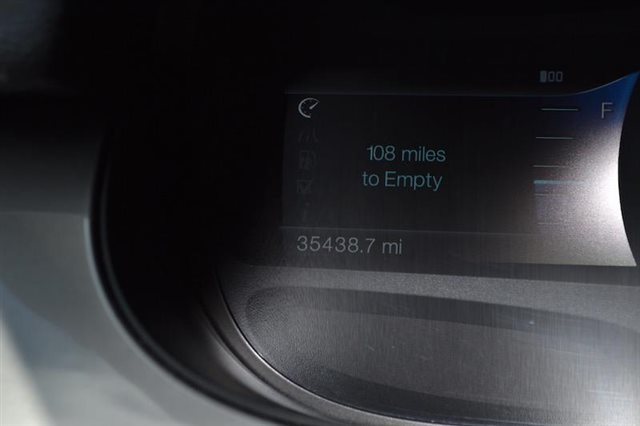 F
108 miles
to Empty
35438.7 mi